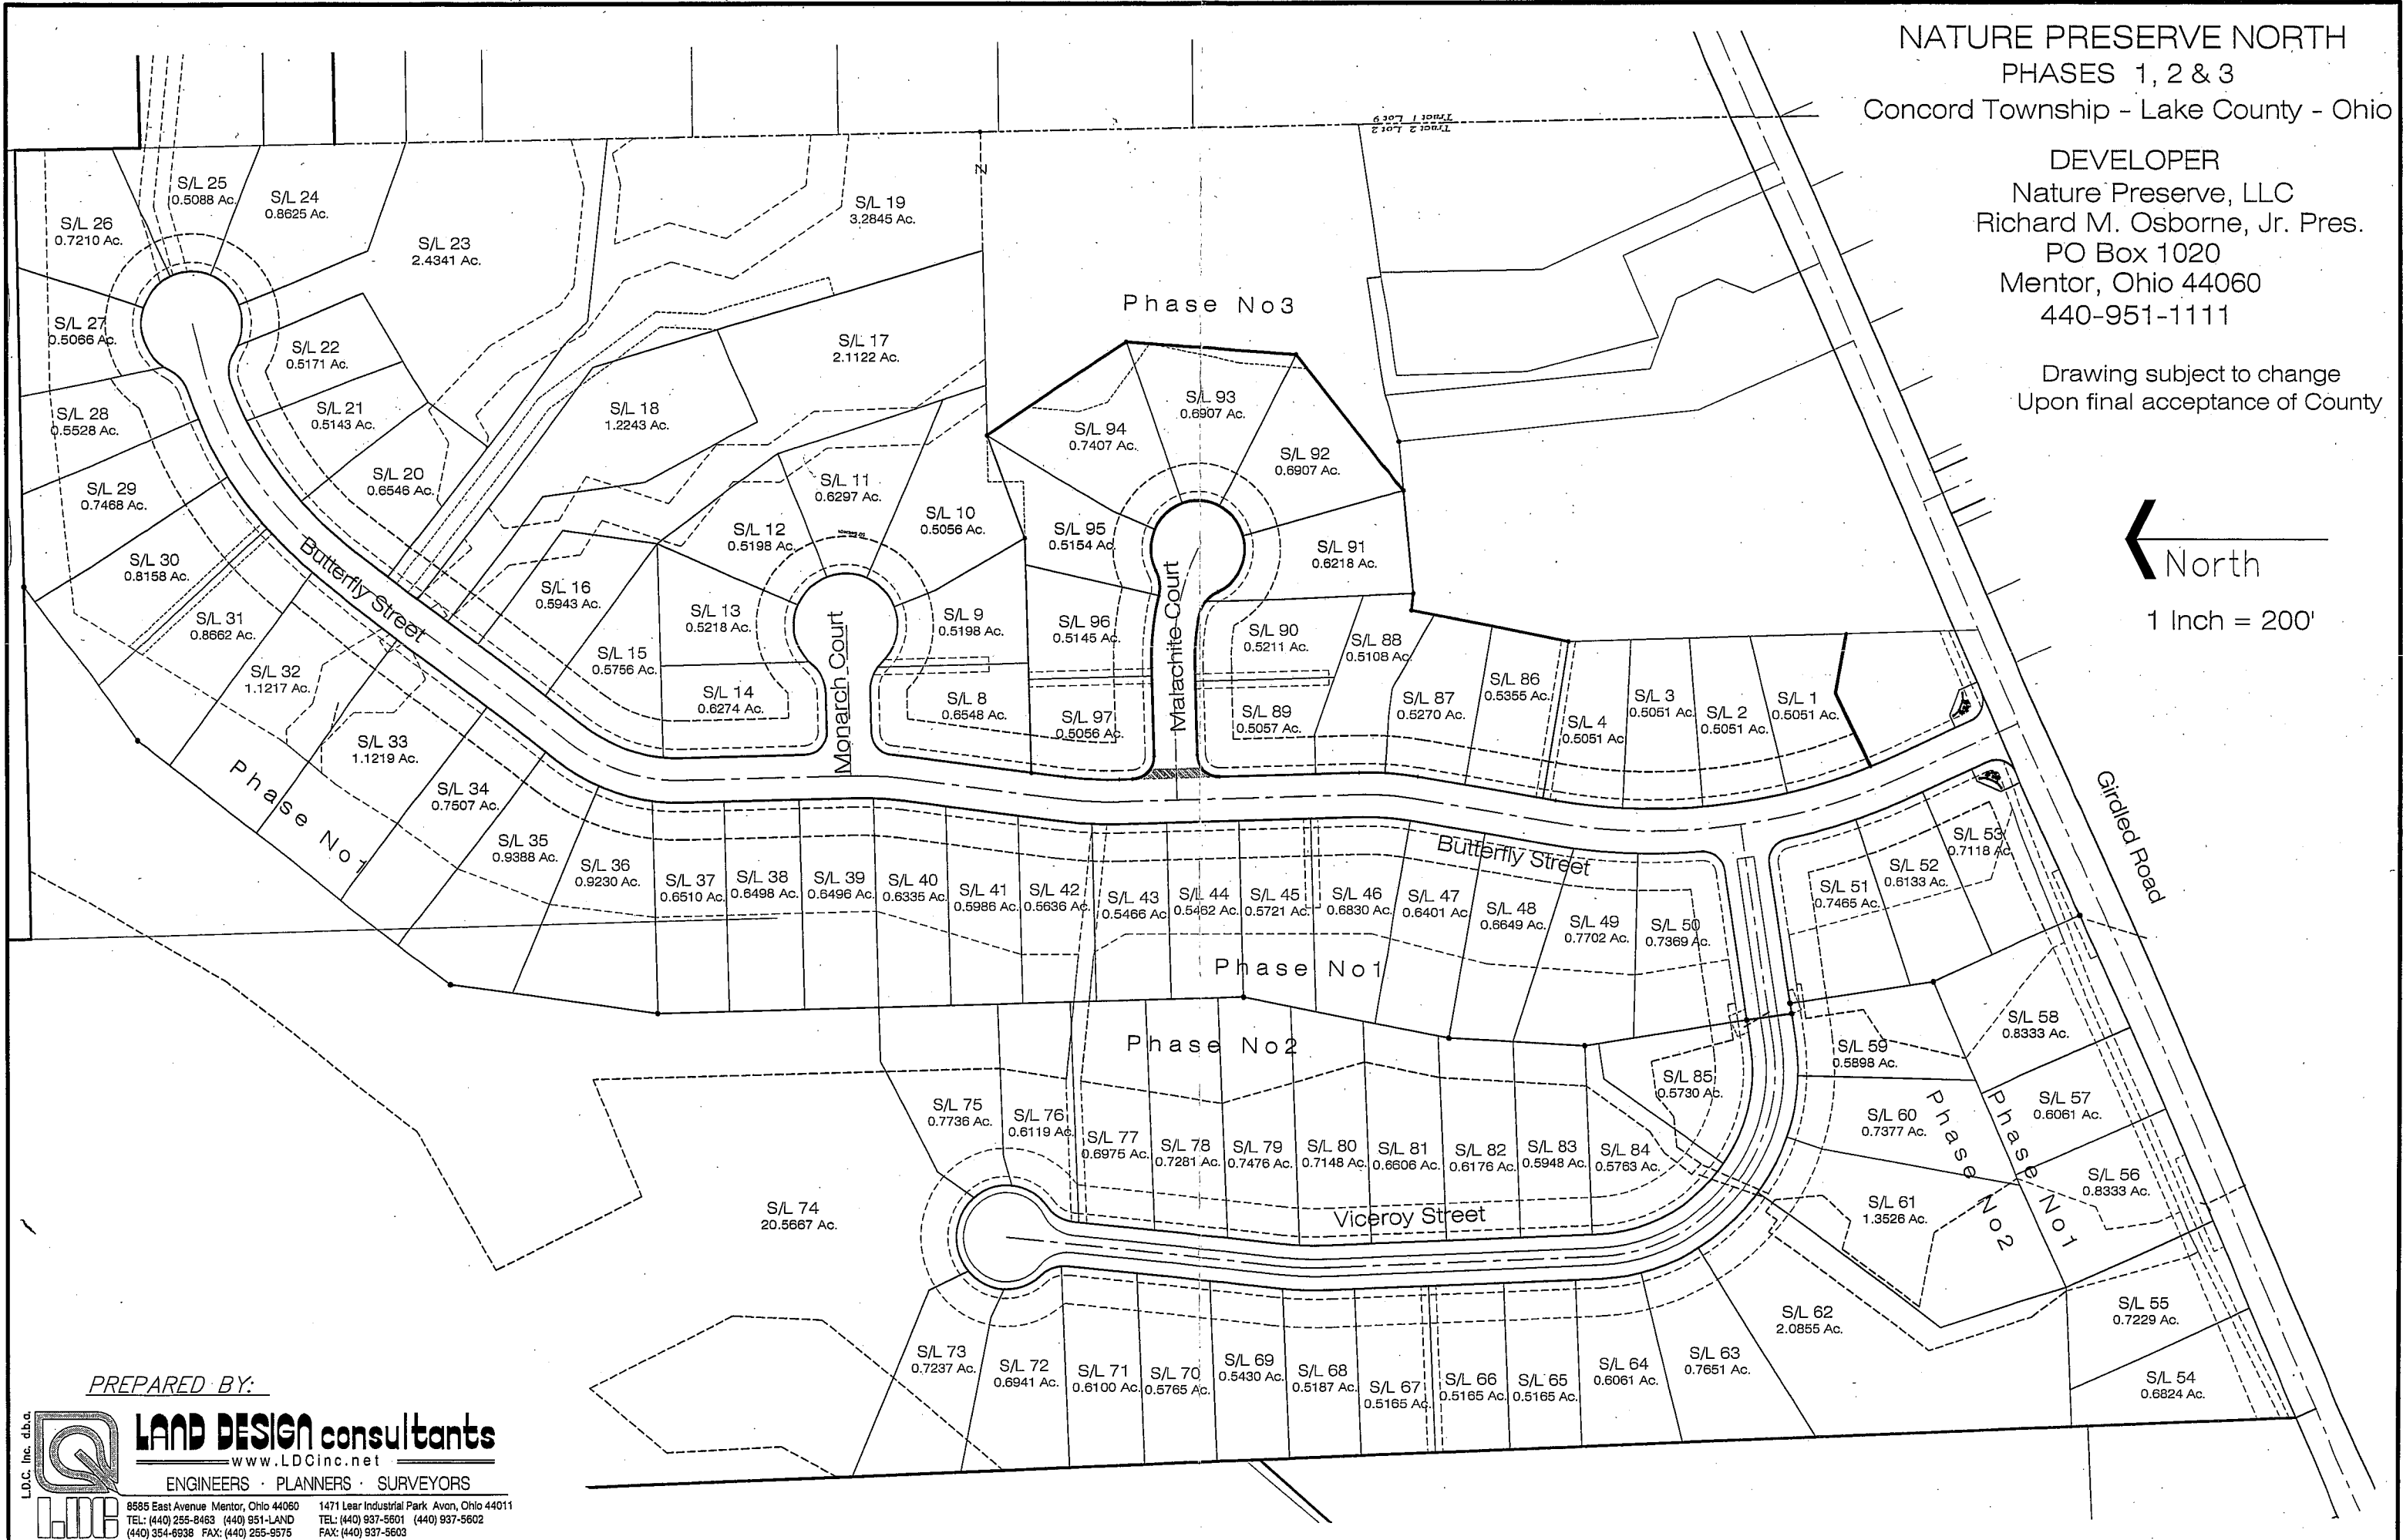 NATURE PRESERVE NORTH
PHASES 1, 2 & 3
Concord Township - Lake County - Ohio
DEVELOPER
Nature Preserve, LLC
Richard M. Osborne, Jr. Pres.
PO Box 1020
Mentor, Ohio 44060
440-951-1111
Drawing subject to change
Upon final acceptance of County
North
1 Inch = 200'
Tract 1 Lot 9
Tract 2 Lot 2
Z
S/L 26
0.7210 Ac.
S/L 25
0.5088 Ac.
S/L 24
0.8625 Ac.
S/L 23
2.4341 Ac.
S/L 19
3.2845 Ac.
S/L 27
0.5066 Ac.
S/L 22
0.5171 Ac.
S/L 17
2.1122 Ac.
Phase No3
S/L 28
0.5528 Ac.
S/L 21
0.5143 Ac.
S/L 18
1.2243 Ac.
S/L 94
0.7407 Ac.
S/L 93
0.6907 Ac.
S/L 92
0.6907 Ac.
S/L 29
0.7468 Ac.
S/L 20
0.6546 Ac.
S/L 11
0.6297 Ac.
S/L 12
0.5198 Ac.
S/L 10
0.5056 Ac.
S/L 95
0.5154 Ac.
S/L 91
0.6218 Ac.
S/L 30
0.8158 Ac.
Butterfly Street
S/L 16
0.5943 Ac.
S/L 13
0.5218 Ac.
S/L 9
0.5198 Ac.
S/L 96
0.5145 Ac.
S/L 90
0.5211 Ac.
S/L 88
0.5108 Ac.
S/L 31
0.8662 Ac.
S/L 15
0.5756 Ac.
S/L 14
0.6274 Ac.
Monarch Court
S/L 8
0.6548 Ac.
S/L 97
0.5056 Ac.
Malachite Court
S/L 89
0.5057 Ac.
S/L 87
0.5270 Ac.
S/L 86
0.5355 Ac.
S/L 4
0.5051 Ac.
S/L 3
0.5051 Ac.
S/L 2
0.5051 Ac.
S/L 1
0.5051 Ac.
S/L 32
1.1217 Ac.
S/L 33
1.1219 Ac.
Phase No1
S/L 34
0.7507 Ac.
S/L 35
0.9388 Ac.
S/L 36
0.9230 Ac.
S/L 37
0.6510 Ac.
S/L 38
0.6498 Ac.
S/L 39
0.6496 Ac.
S/L 40
0.6335 Ac.
S/L 41
0.5986 Ac.
S/L 42
0.5636 Ac.
S/L 43
0.5466 Ac.
S/L 44
0.5462 Ac.
S/L 45
0.5721 Ac.
S/L 46
0.6830 Ac.
S/L 47
0.6401 Ac.
S/L 48
0.6649 Ac.
S/L 49
0.7702 Ac.
S/L 50
0.7369 Ac.
Butterfly Street
S/L 51
0.7465 Ac.
S/L 52
0.6133 Ac.
S/L 53
0.7118 Ac.
Girdled Road
Phase No1
Phase No2
S/L 85
0.5730 Ac.
S/L 59
0.5898 Ac.
S/L 58
0.8333 Ac.
S/L 60
0.7377 Ac.
S/L 57
0.6061 Ac.
Phase No2
Phase No1
S/L 56
0.8333 Ac.
S/L 61
1.3526 Ac.
S/L 75
0.7736 Ac.
S/L 76
0.6119 Ac.
S/L 77
0.6975 Ac.
S/L 78
0.7281 Ac.
S/L 79
0.7476 Ac.
S/L 80
0.7148 Ac.
S/L 81
0.6606 Ac.
S/L 82
0.6176 Ac.
S/L 83
0.5948 Ac.
S/L 84
0.5763 Ac.
S/L 74
20.5667 Ac.
Viceroy Street
S/L 73
0.7237 Ac.
S/L 72
0.6941 Ac.
S/L 71
0.6100 Ac.
S/L 70
0.5765 Ac.
S/L 69
0.5430 Ac.
S/L 68
0.5187 Ac.
S/L 67
0.5165 Ac.
S/L 66
0.5165 Ac.
S/L 65
0.5165 Ac.
S/L 64
0.6061 Ac.
S/L 63
0.7651 Ac.
S/L 62
2.0855 Ac.
S/L 55
0.7229 Ac.
S/L 54
0.6824 Ac.
PREPARED BY:
L.D.C. Inc. d.b.a.
LDC
LAND DESIGN consultants
www.LDCinc.net
ENGINEERS · PLANNERS · SURVEYORS
8585 East Avenue Mentor, Ohio 44060
TEL: (440) 255-8463 (440) 951-LAND
(440) 354-6938 FAX: (440) 255-9575
1471 Lear Industrial Park Avon, Ohio 44011
TEL: (440) 937-5601 (440) 937-5602
FAX: (440) 937-5603